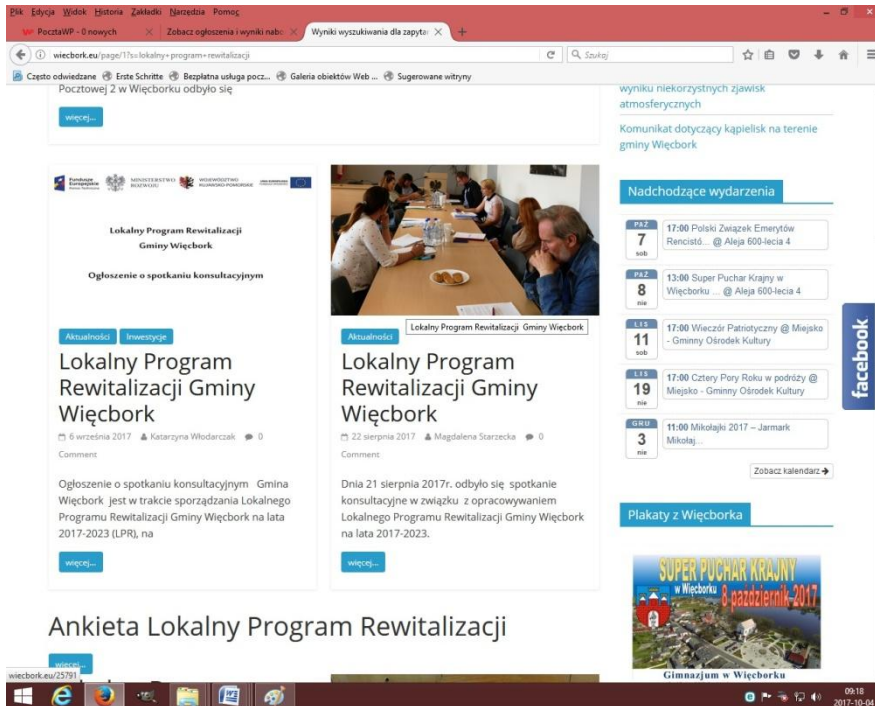 Plik Edycja Widok Historia Zakładki Narzędzia Pomoc
PocztaWP - 0 nowych
Zobacz ogłoszenia i wyniki nabo
Wyniki wyszukiwania dla zapytan
wiecbork.eu/page/1?s=lokalny+program+rewitalizacji
Szukaj
Często odwiedzane
Erste Schritte
Bezpłatna usługa pocz...
Galeria obiektów Web ...
Sugerowane witryny
Pocztowej 2 w Więcborku odbyło się
więcej...
Fundusze Europejskie
MINISTERSTWO ROZWOJU
WOJEWÓDZTWO KUJAWSKO-POMORSKIE
Lokalny Program Rewitalizacji
Gminy Więcbork
Ogłoszenie o spotkaniu konsultacyjnym
Aktualności Inwestycje
Lokalny Program
Rewitalizacji Gminy
Więcbork
6 września 2017 Katarzyna Włodarczak 0
Comment
Ogłoszenie o spotkaniu konsultacyjnym Gmina
Więcbork jest w trakcie sporządzania Lokalnego
Programu Rewitalizacji Gminy Więcbork na lata
2017-2023 (LPR), na
więcej...
Lokalny Program Rewitalizacji Gminy Więcbork
Aktualności
Lokalny Program
Rewitalizacji Gminy
Więcbork
22 sierpnia 2017 Magdalena Starzecka 0
Comment
Dnia 21 sierpnia 2017r. odbyło się spotkanie
konsultacyjne w związku z opracowywaniem
Lokalnego Programu Rewitalizacji Gminy Więcbork
na lata 2017-2023.
więcej...
Ankieta Lokalny Program Rewitalizacji
więcej...
wiecbork.eu/25791
wyniku niekorzystnych zjawisk
atmosferycznych
Komunikat dotyczący kąpielisk na terenie
gminy Więcbork
Nadchodzące wydarzenia
PAŹ
7
sob
17:00 Polski Związek Emerytów
Rencistó... @ Aleja 600-lecia 4
PAŹ
8
nie
13:00 Super Puchar Krajny w
Więcborku ... @ Aleja 600-lecia 4
LIS
11
sob
17:00 Wieczór Patriotyczny @ Miejsko
- Gminny Ośrodek Kultury
LIS
19
nie
17:00 Cztery Pory Roku w podróży @
Miejsko - Gminny Ośrodek Kultury
GRU
3
nie
11:00 Mikołajki 2017 – Jarmark
Mikołaj...
Zobacz kalendarz
facebook
Plakaty z Więcborka
SUPER PUCHAR KRAJNY
w Więcborku 8 październik 2017
Gimnazjum w Więcborku
09:18
2017-10-04